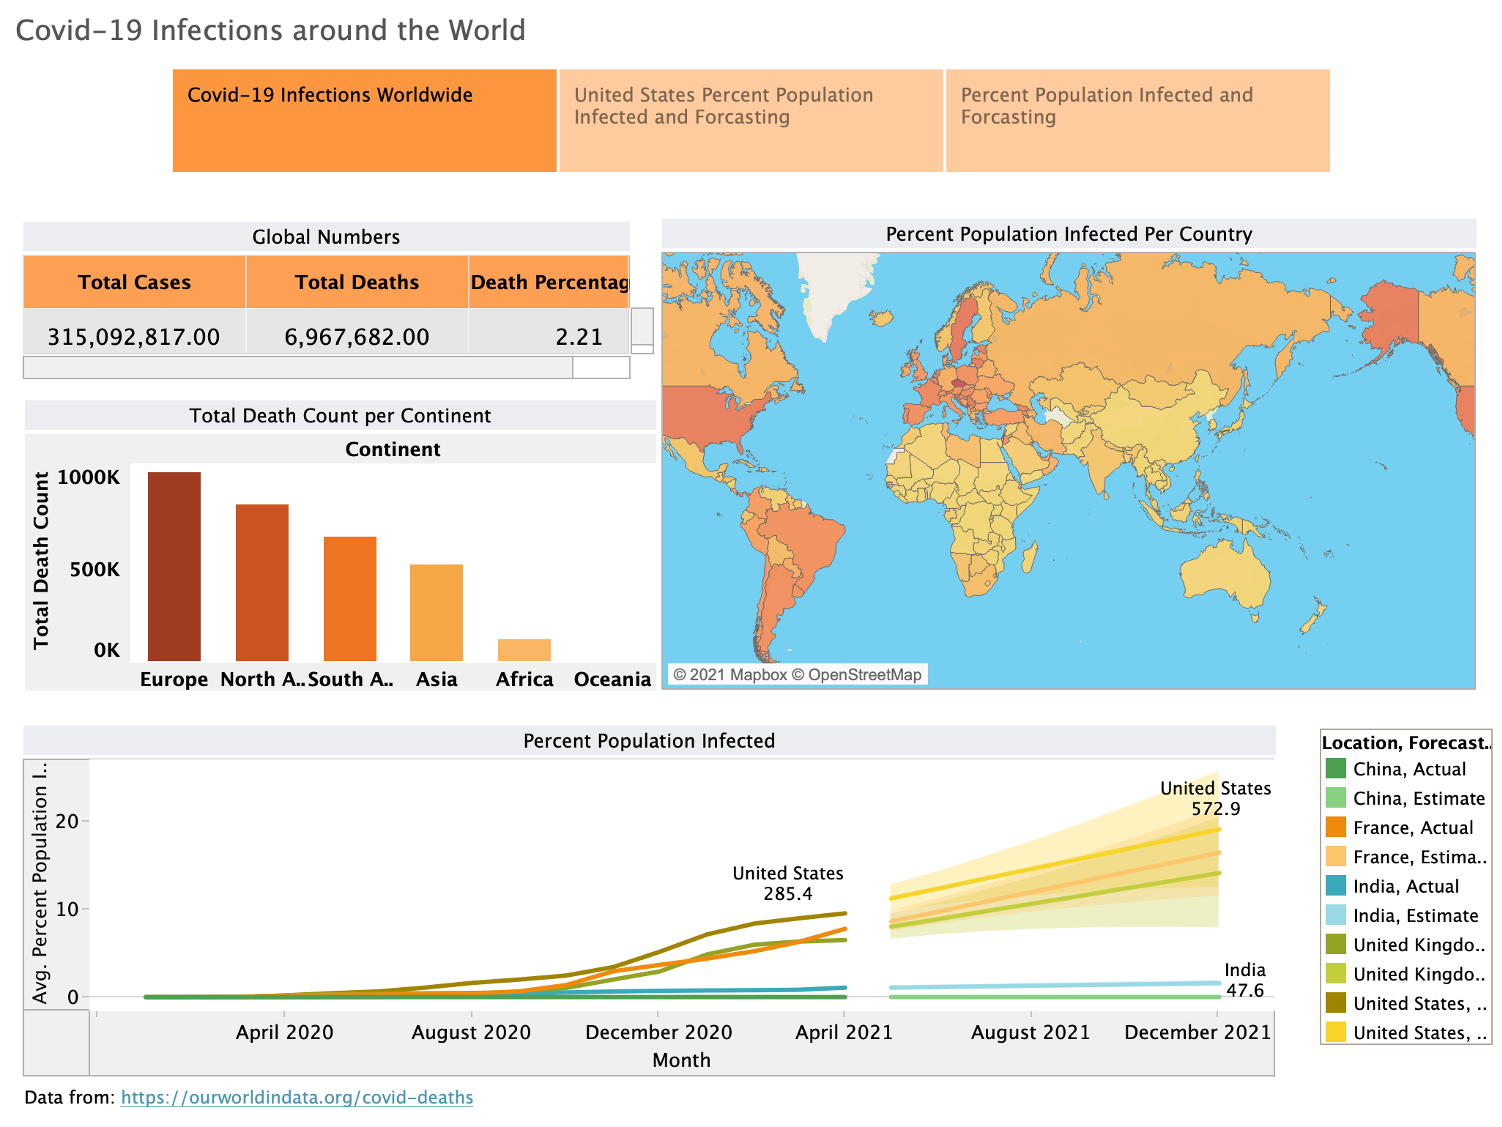 Covid-19 Infections around the World
Covid-19 Infections Worldwide
United States Percent Population
Infected and Forcasting
Percent Population Infected and
Forcasting
Global Numbers
Total Cases
Total Deaths
Death Percentag
315,092,817.00
6,967,682.00
2.21
Total Death Count per Continent
Continent
Total Death Count
1000K
500K
0K
Europe
North A..
South A..
Asia
Africa
Oceania
Percent Population Infected Per Country
© 2021 Mapbox © OpenStreetMap
Percent Population Infected
Avg. Percent Population I..
20
10
0
United States
285.4
United States
572.9
India
47.6
April 2020
August 2020
December 2020
April 2021
August 2021
December 2021
Month
Location, Forecast..
China, Actual
China, Estimate
France, Actual
France, Estima..
India, Actual
India, Estimate
United Kingdo..
United Kingdo..
United States, ..
United States, ..
Data from: https://ourworldindata.org/covid-deaths